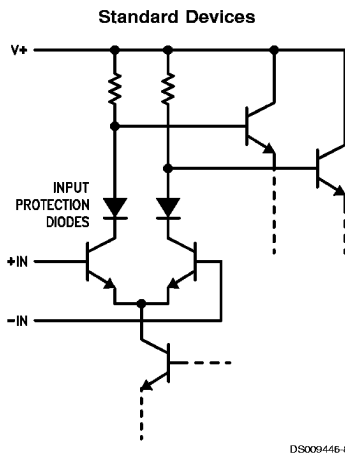 Standard Devices
V+
INPUT
PROTECTION
DIODES
+IN
−IN